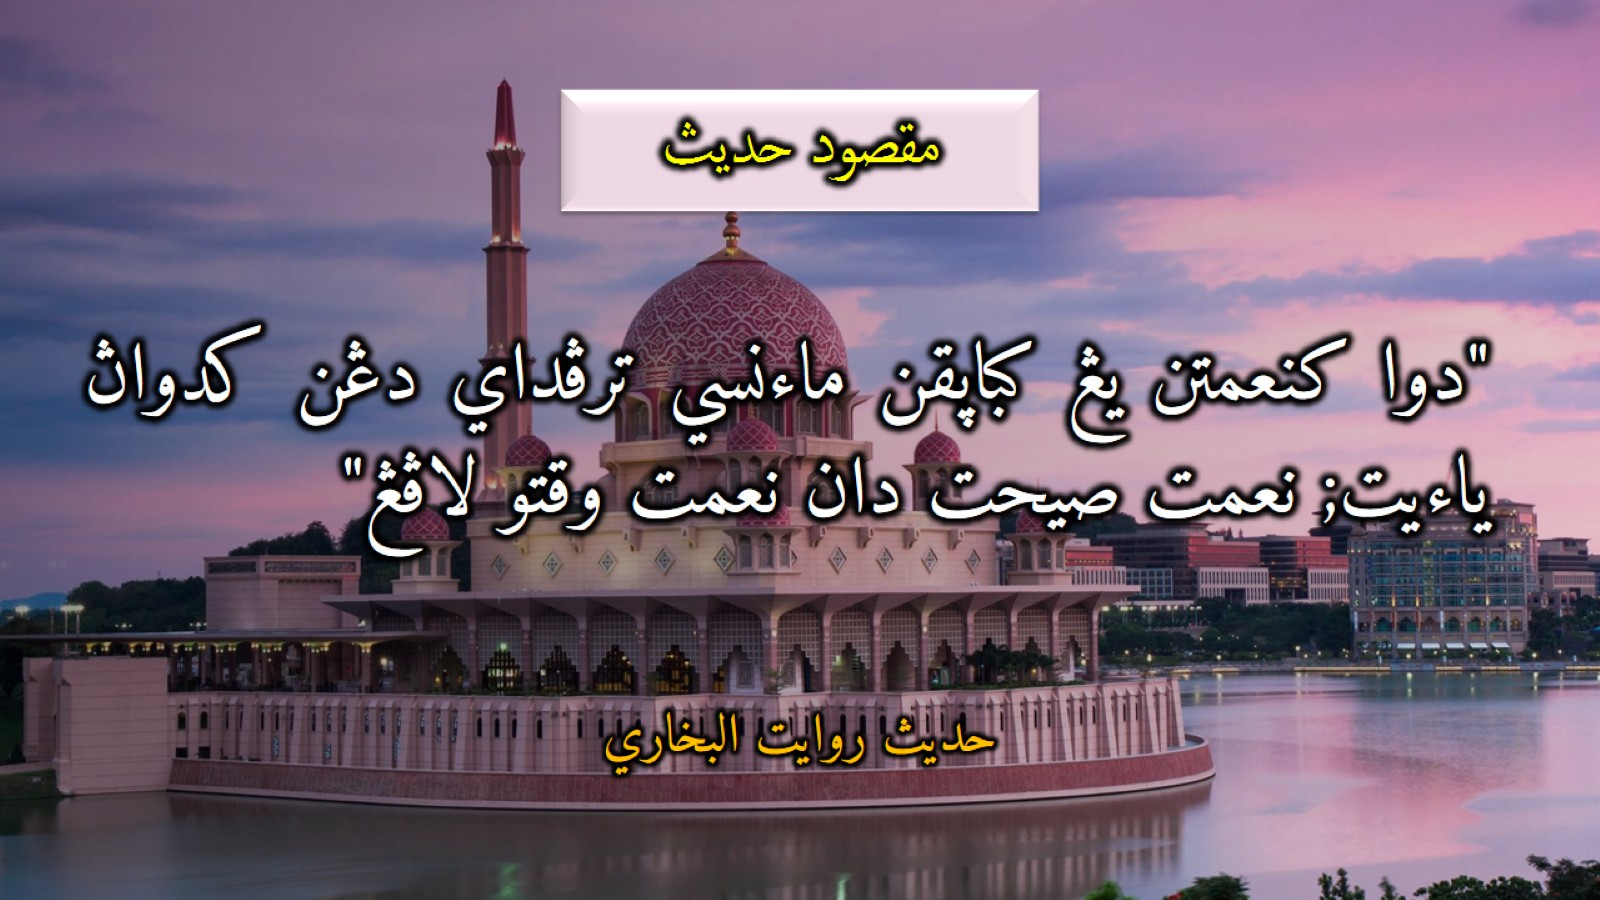 مقصود حديث
"دوا كنعمتن يڠ كباڽقن ماءنسي ترڤداي دڠن كدواڽ
ياءيت; نعمت صيحت دان نعمت وقتو لاڤڠ"
حديث روايت البخاري